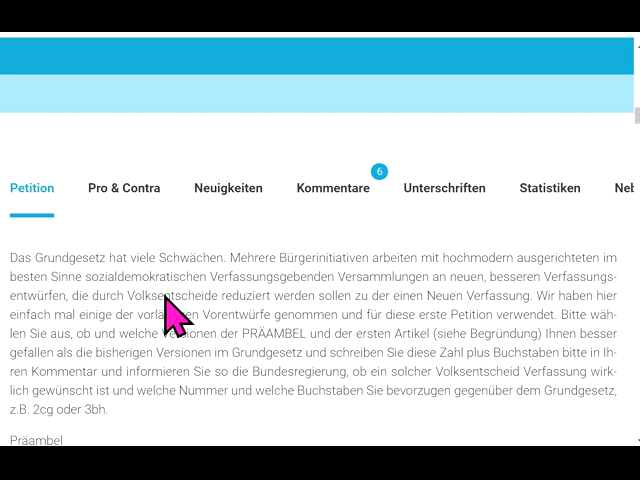 6
Petition Pro & Contra Neuigkeiten Kommentare Unterschriften Statistiken
Das Grundgesetz hat viele Schwächen. Mehrere Bürgerinitiativen arbeiten mit hochmodern ausgerichteten im
besten Sinne sozialdemokratischen Verfassungsgebenden Versammlungen an neuen, besseren Verfassungs-
entwürfen, die durch Volksentscheide reduziert werden sollen zu der einen Neuen Verfassung. Wir haben hier
einfach mal einige der vorläufigen Vorentwürfe genommen und für diese erste Petition verwendet. Bitte wäh-
len Sie aus, ob und welche Versionen der PRÄAMBEL und der ersten Artikel (siehe Begründung) Ihnen besser
gefallen als die bisherigen Versionen im Grundgesetz und schreiben Sie diese Zahl plus Buchstaben bitte in Ih-
ren Kommentar und informieren Sie so die Bundesregierung, ob ein solcher Volksentscheid Verfassung wirk-
lich gewünscht ist und welche Nummer und welche Buchstaben Sie bevorzugen gegenüber dem Grundgesetz,
z.B. 2cg oder 3bh.
Präambel